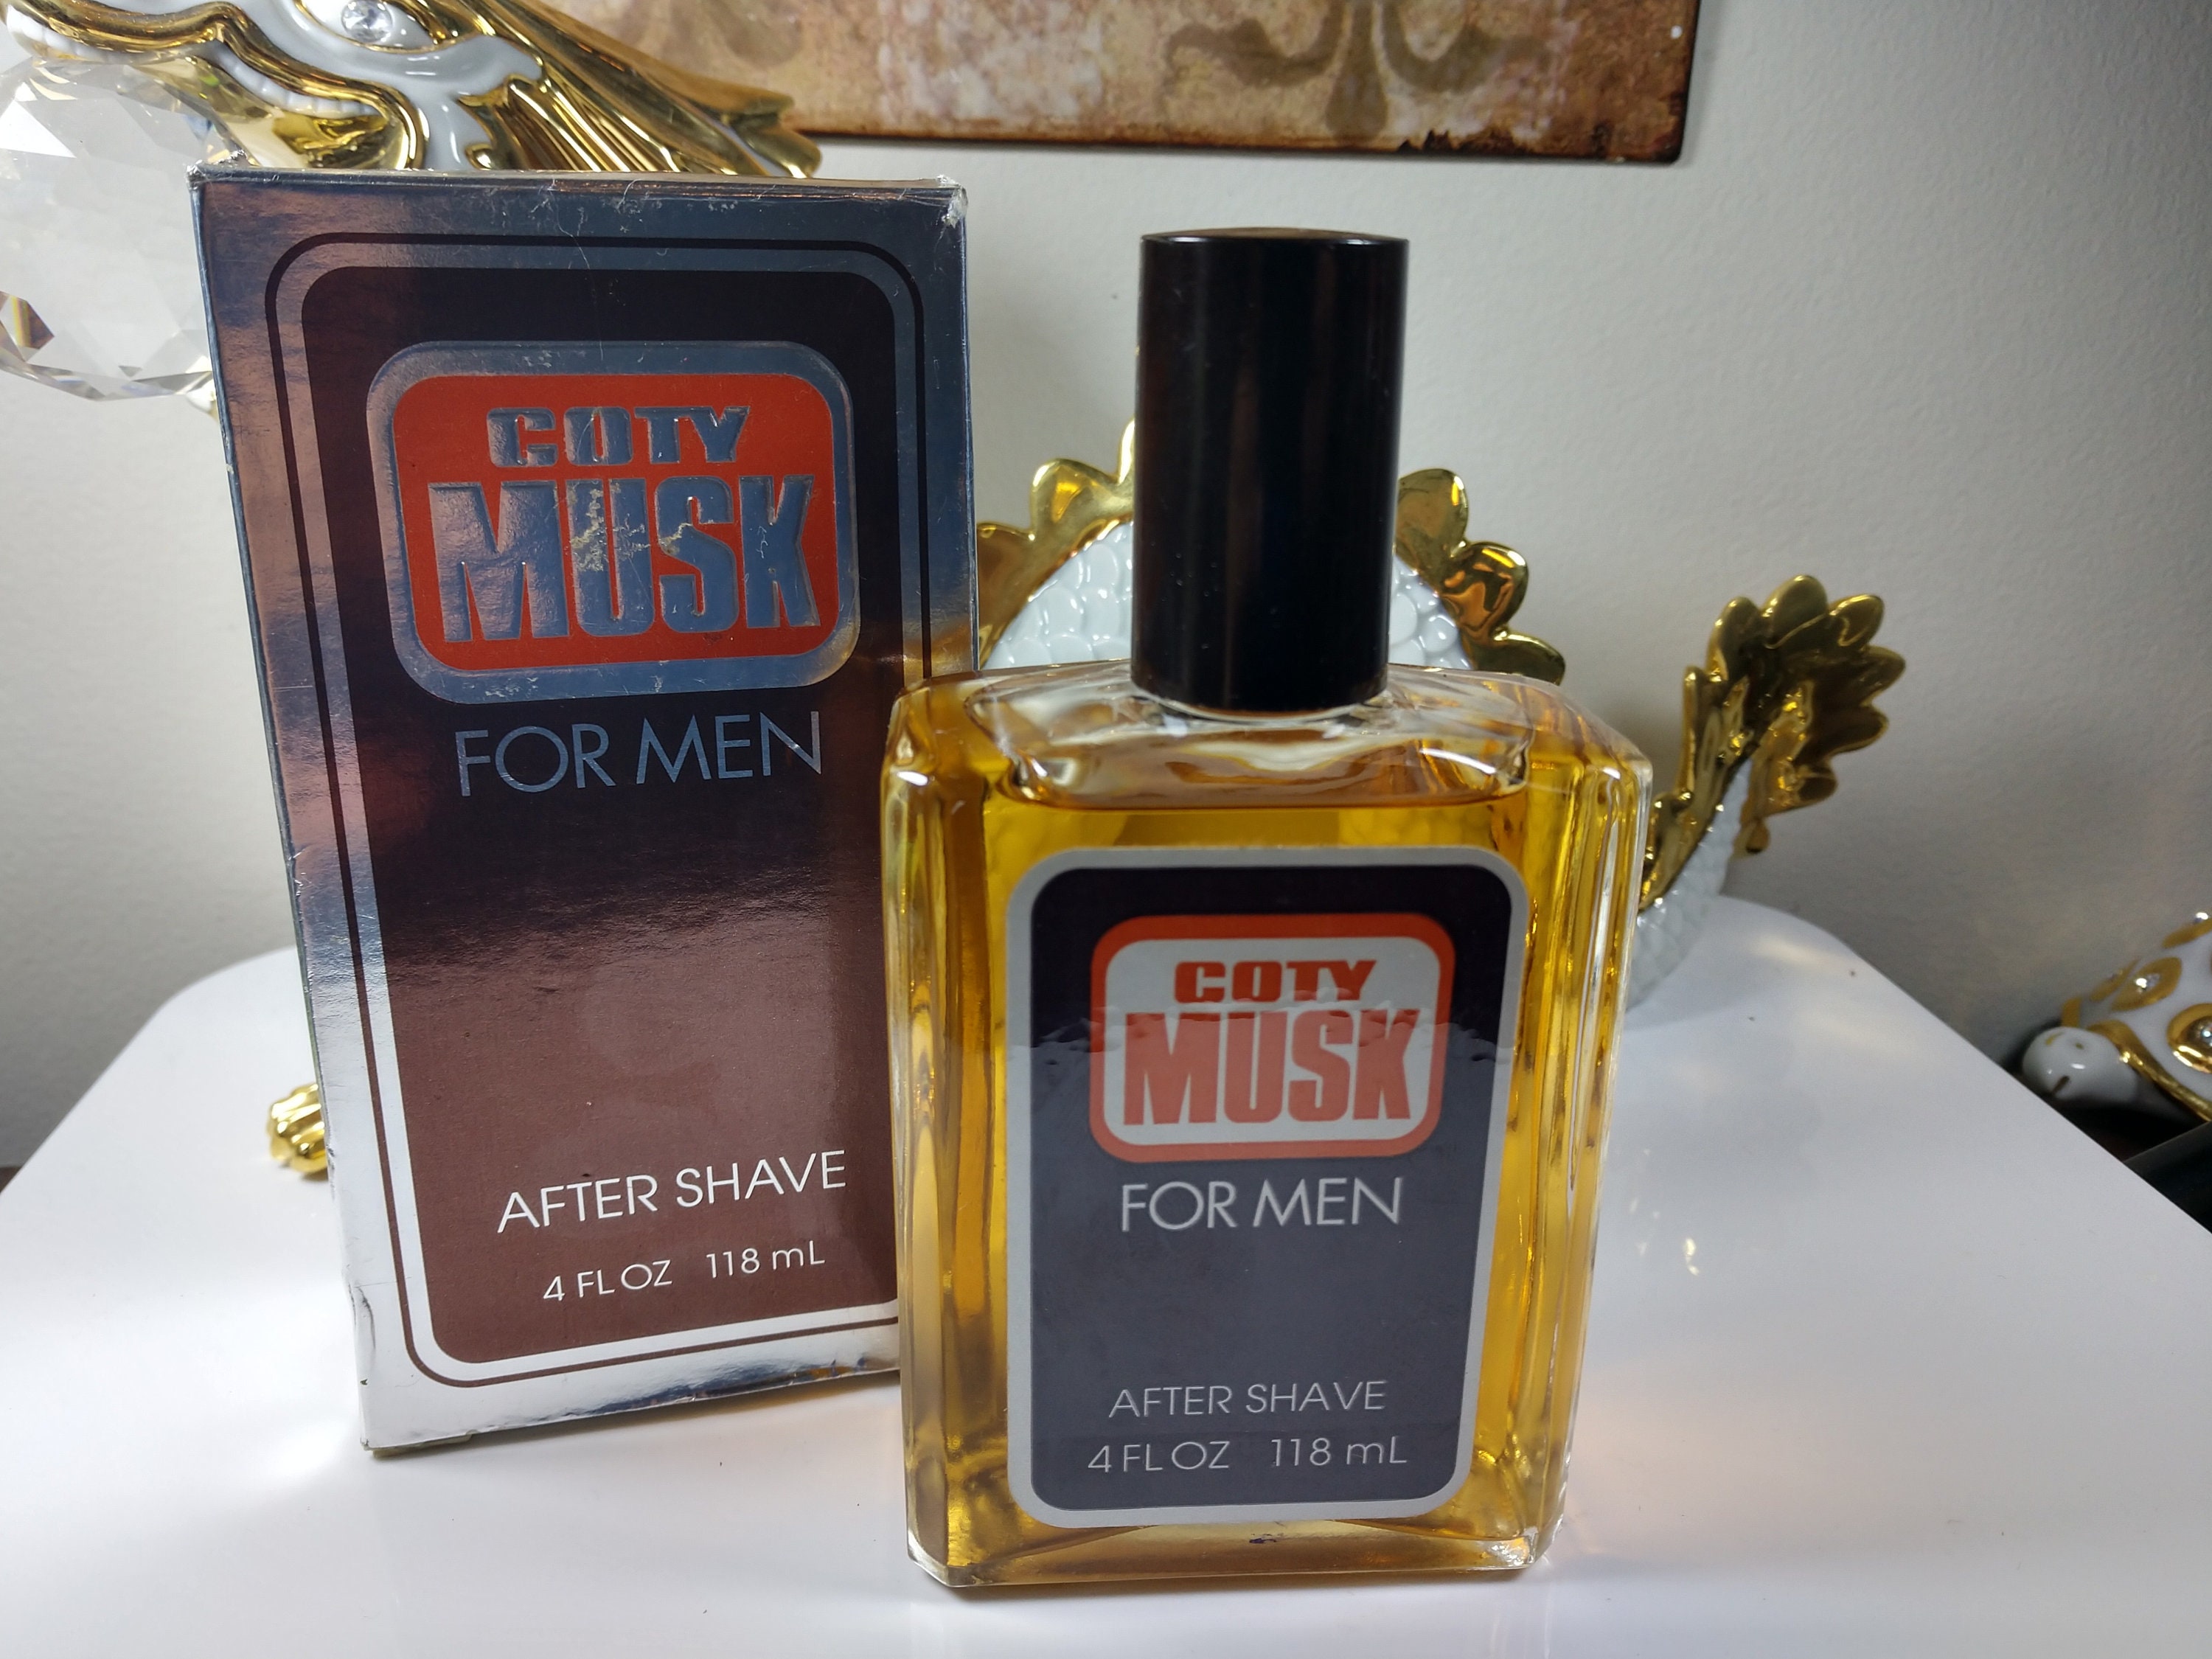 COTY
MUSK
FOR MEN
AFTER SHAVE
4 FL OZ 118 mL
COTY
MUSK
FOR MEN
AFTER SHAVE
4 FL OZ 118 mL